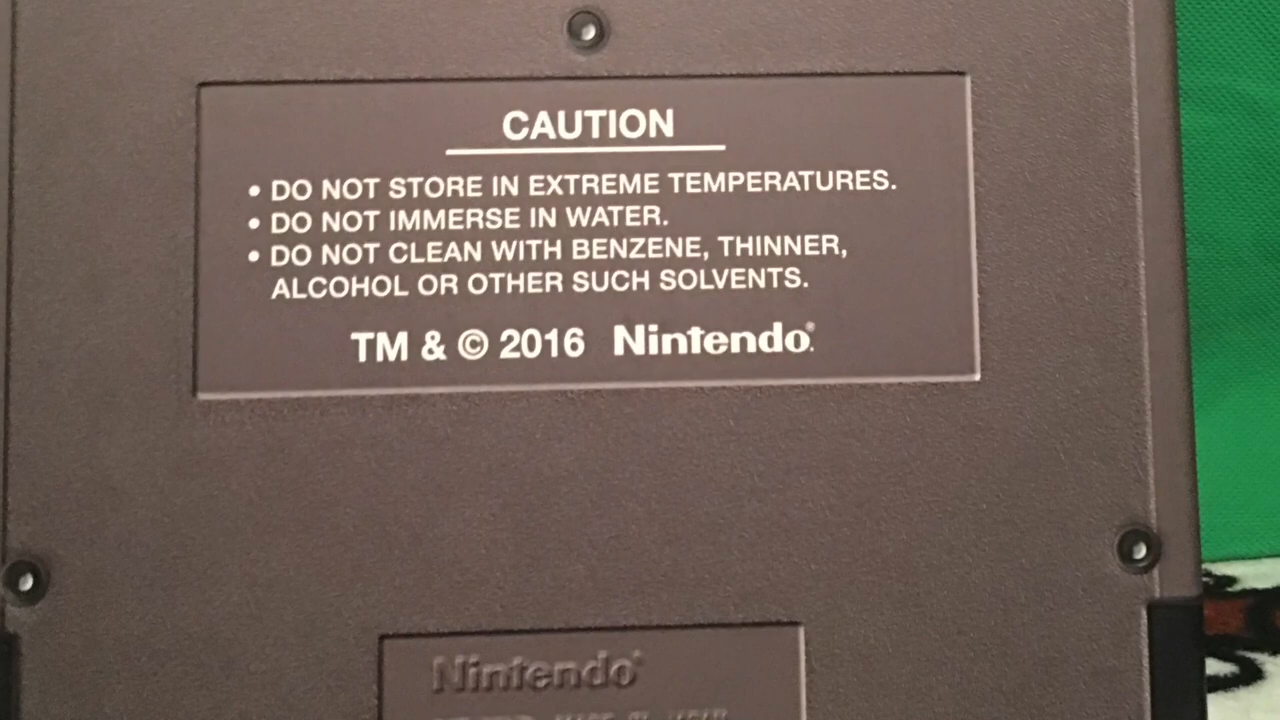 CAUTION
• DO NOT STORE IN EXTREME TEMPERATURES.
• DO NOT IMMERSE IN WATER.
• DO NOT CLEAN WITH BENZENE, THINNER,
ALCOHOL OR OTHER SUCH SOLVENTS.
TM & © 2016 Nintendo®
Nintendo®